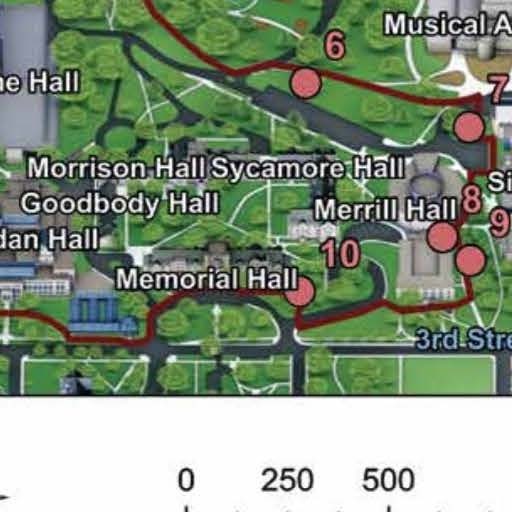 6
Musical A
ne Hall
7
Morrison Hall Sycamore Hall
Si
Goodbody Hall
Merrill Hall
8
9
dan Hall
10
Memorial Hall
3rd Stre
0 250 500